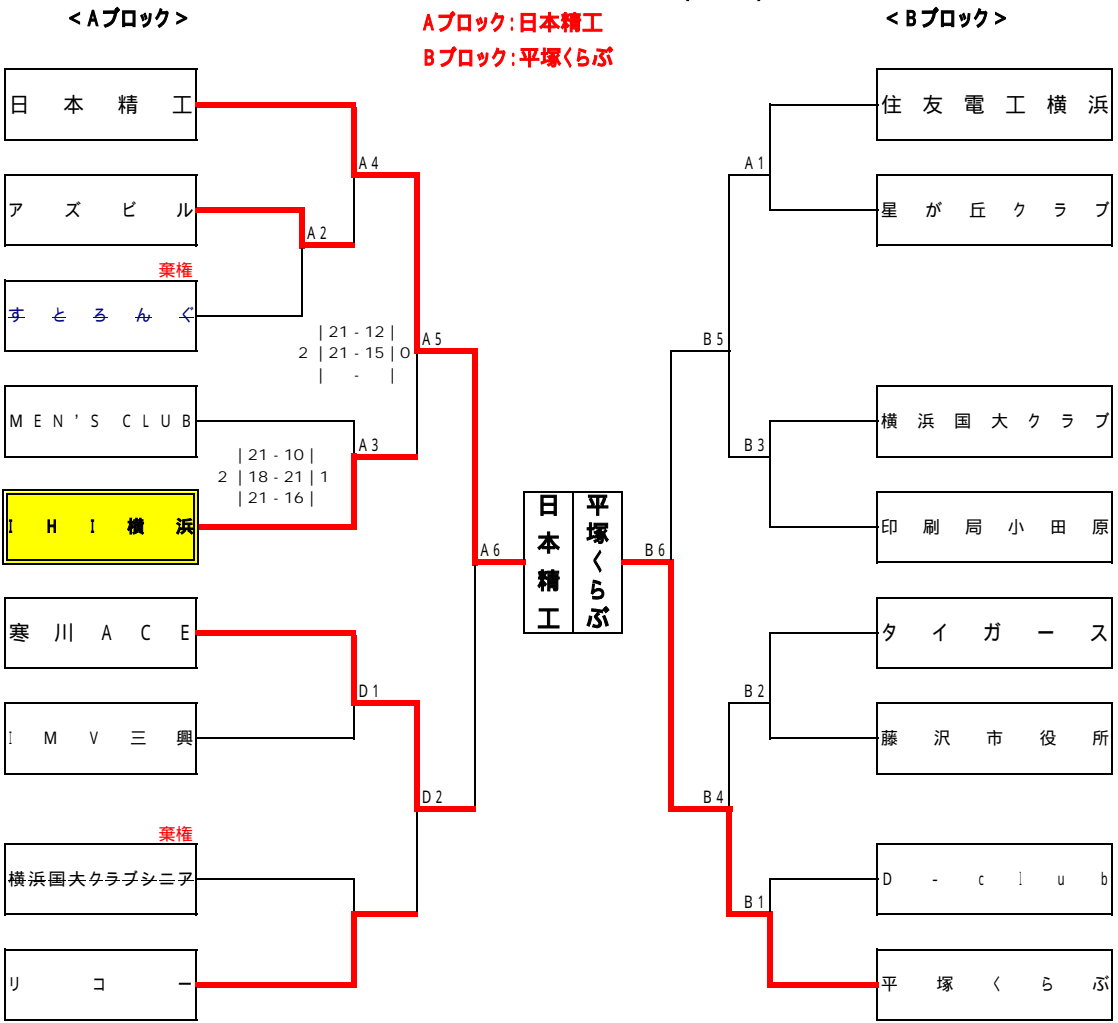 ＜Aブロック＞
Aブロック:日本精工
Bブロック:平塚くらぶ
＜Bブロック＞
日本精工
アズビル
棄権
すとろんぐ
MEN'S CLUB
IHI横浜
寒川ACE
IMV三興
棄権
横浜国大クラブシニア
リコー
A4
A2
A5
|21-12|
2|21-15|0
| - |
A3
|21-10|
2|18-21|1
|21-16|
A6
D1
D2
日本精工
平塚くらぶ
B6
A1
B5
B3
B2
B4
B1
住友電工横浜
星が丘クラブ
横浜国大クラブ
印刷局小田原
タイガース
藤沢市役所
D-club
平塚くらぶ